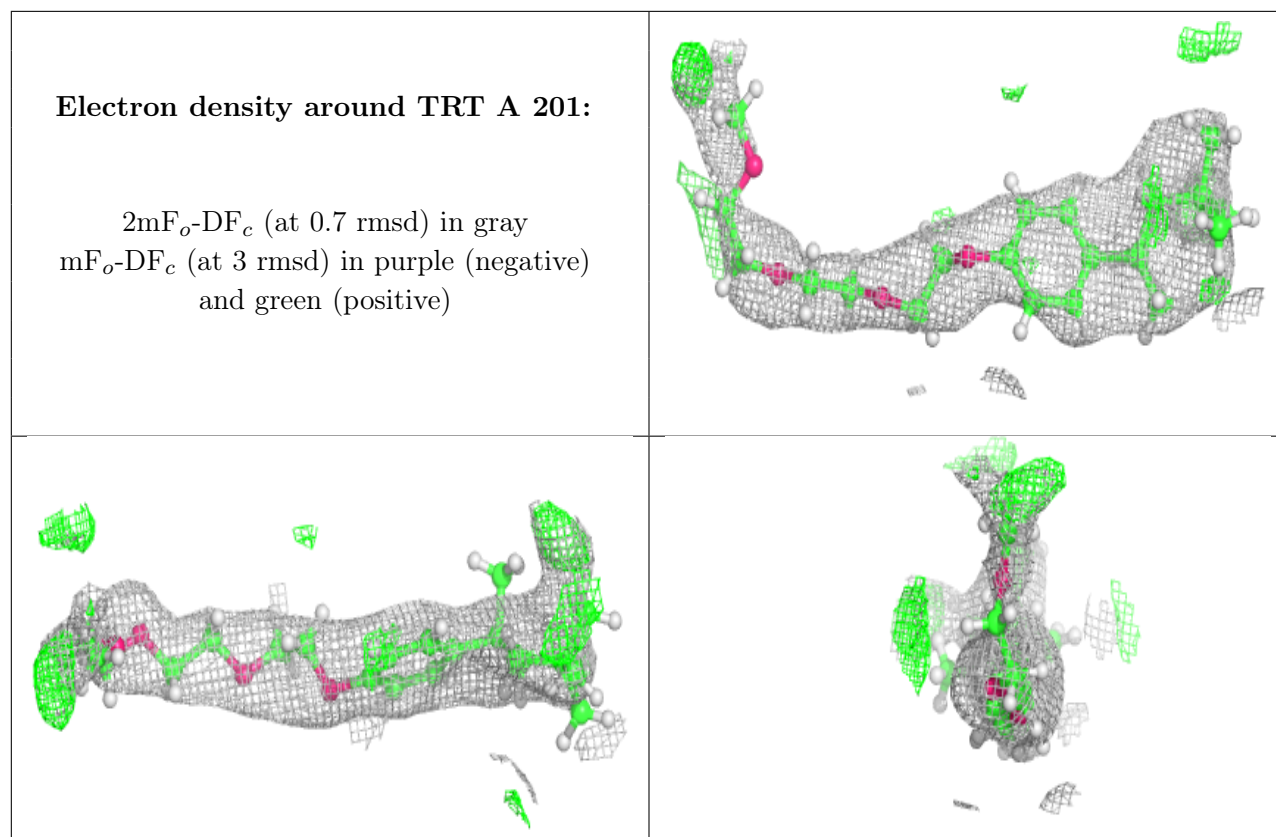 Electron density around TRT A 201:
2mFₒ-DF𝒸 (at 0.7 rmsd) in gray
mFₒ-DF𝒸 (at 3 rmsd) in purple (negative)
and green (positive)